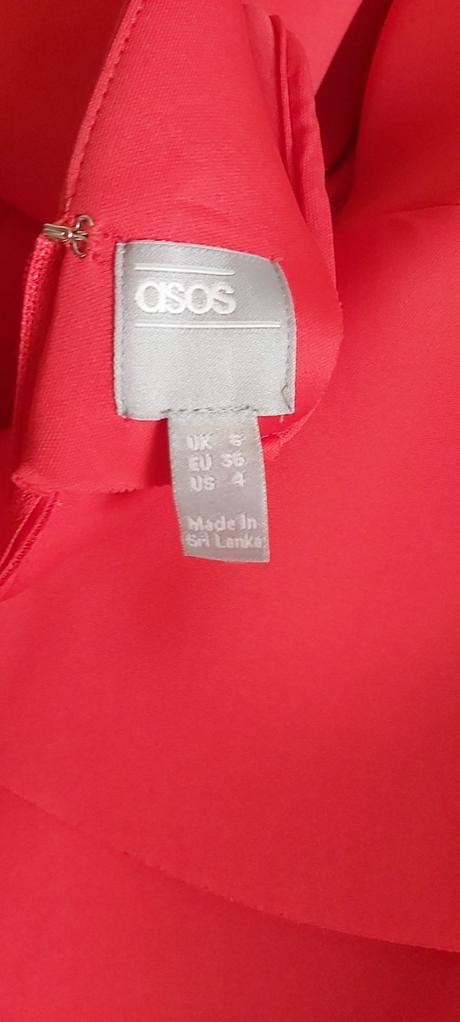 asos
UK 8
EU 36
US 4
Made in
Sri Lanka